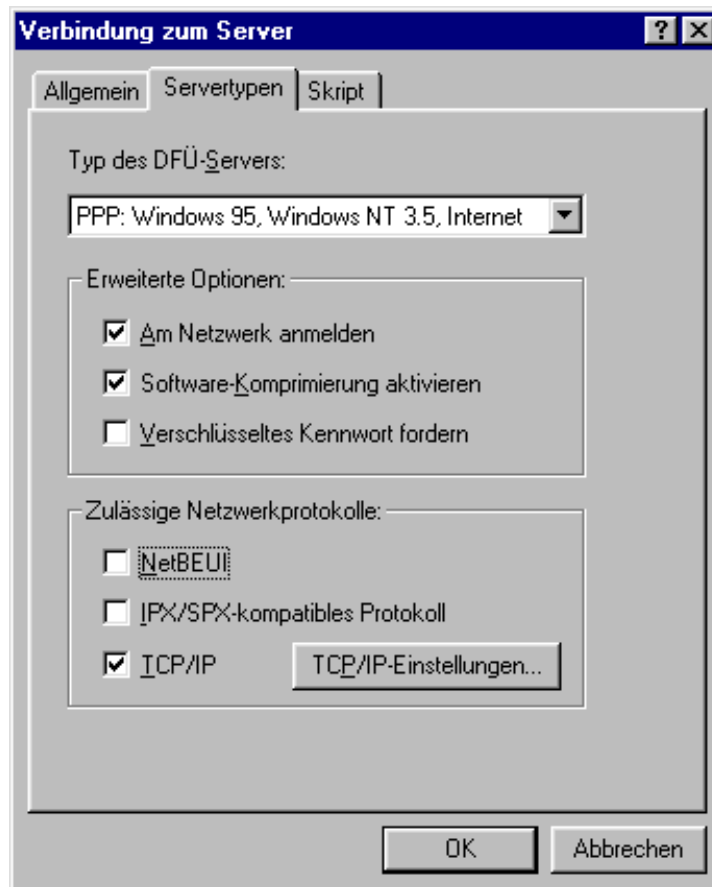 Verbindung zum Server
Allgemein Servertypen Skript
Typ des DFÜ-Servers:
PPP: Windows 95, Windows NT 3.5, Internet
Erweiterte Optionen:
Am Netzwerk anmelden
Software-Komprimierung aktivieren
Verschlüsseltes Kennwort fordern
Zulässige Netzwerkprotokolle:
NetBEUI
IPX/SPX-kompatibles Protokoll
TCP/IP TCP/IP-Einstellungen...
OK Abbrechen